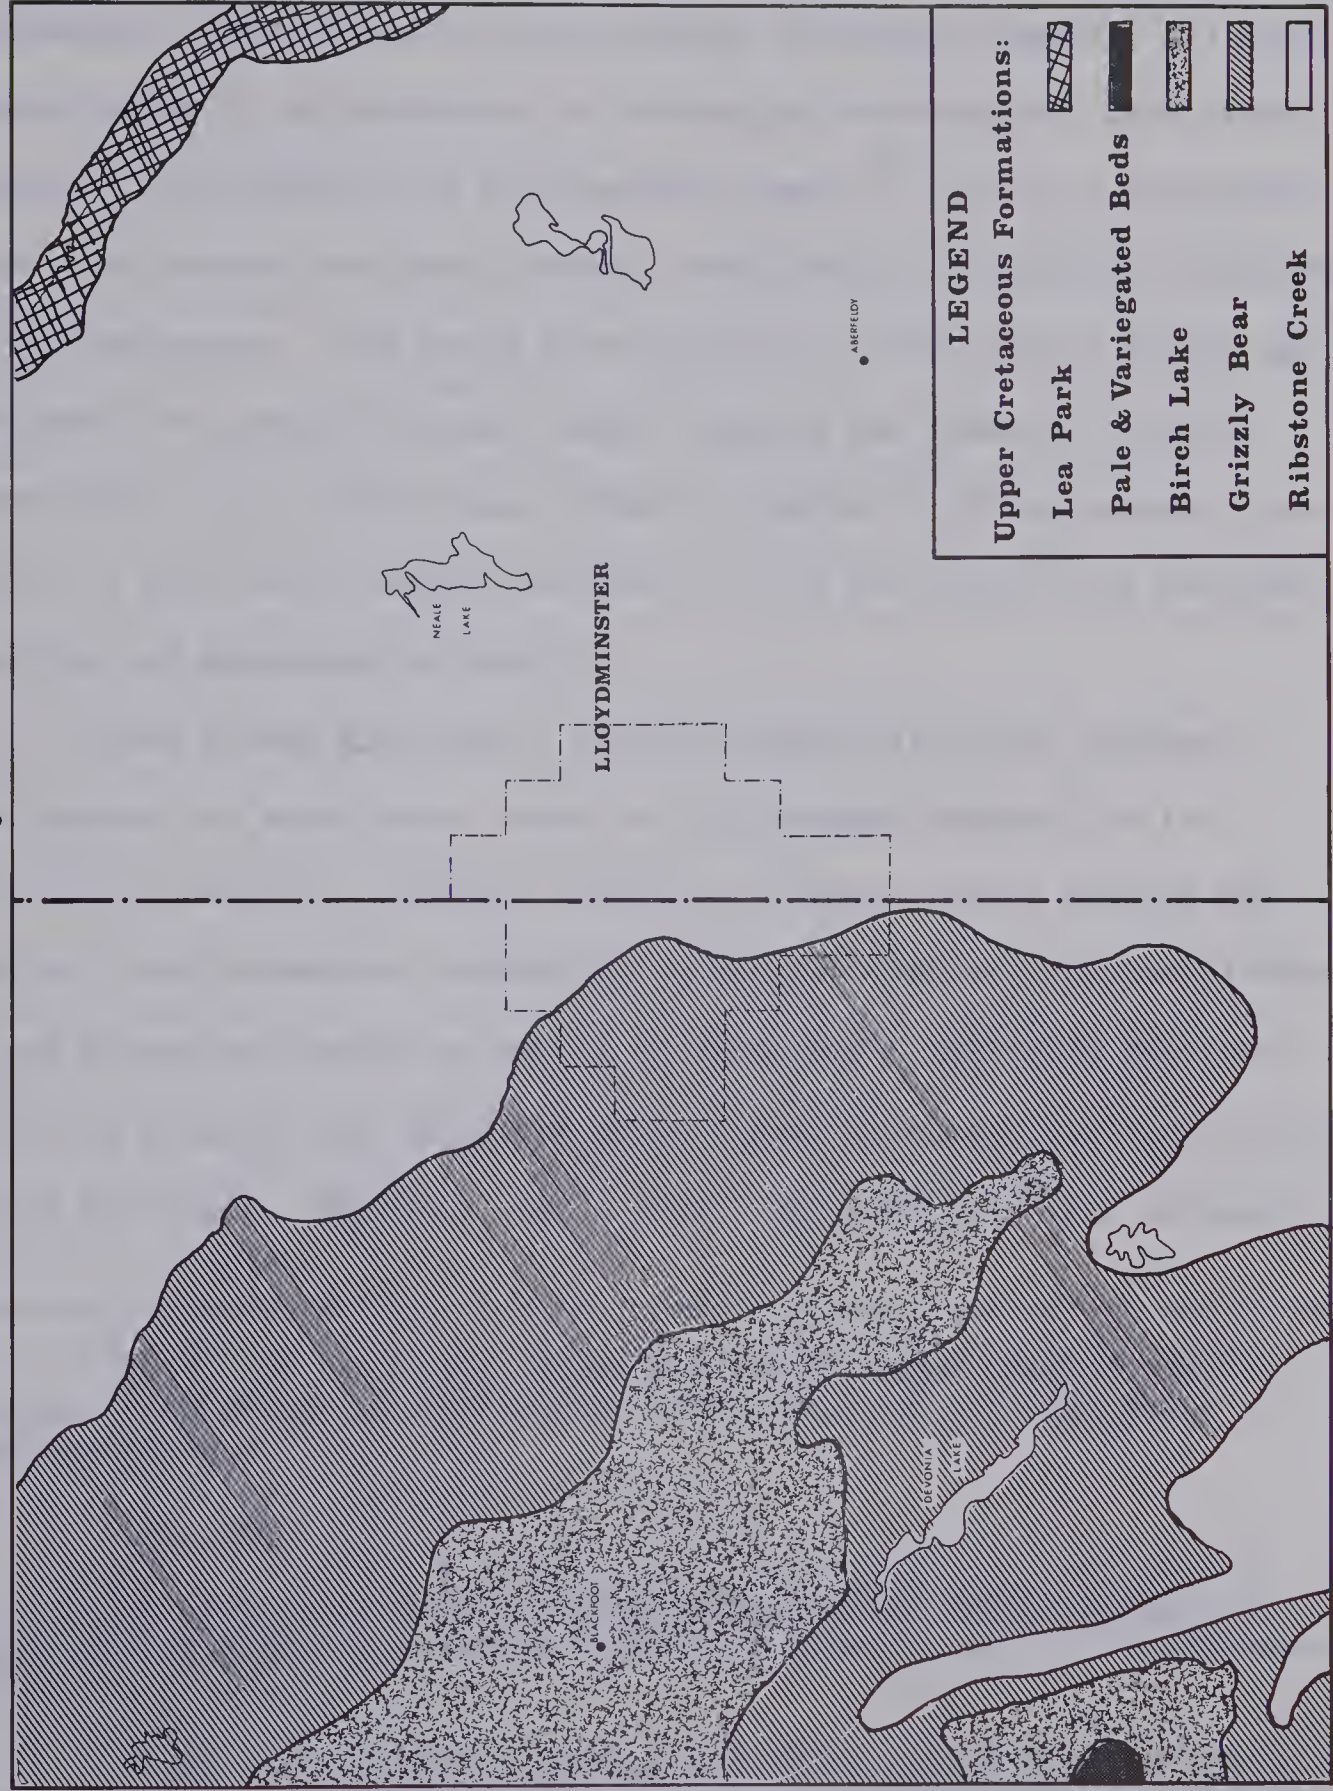 NEALE
LAKE
LLOYDMINSTER
ABERFELDY
BLACKFOOT
DEVONIA
LAKE
LEGEND
Upper Cretaceous Formations:
Lea Park
Pale & Variegated Beds
Birch Lake
Grizzly Bear
Ribstone Creek